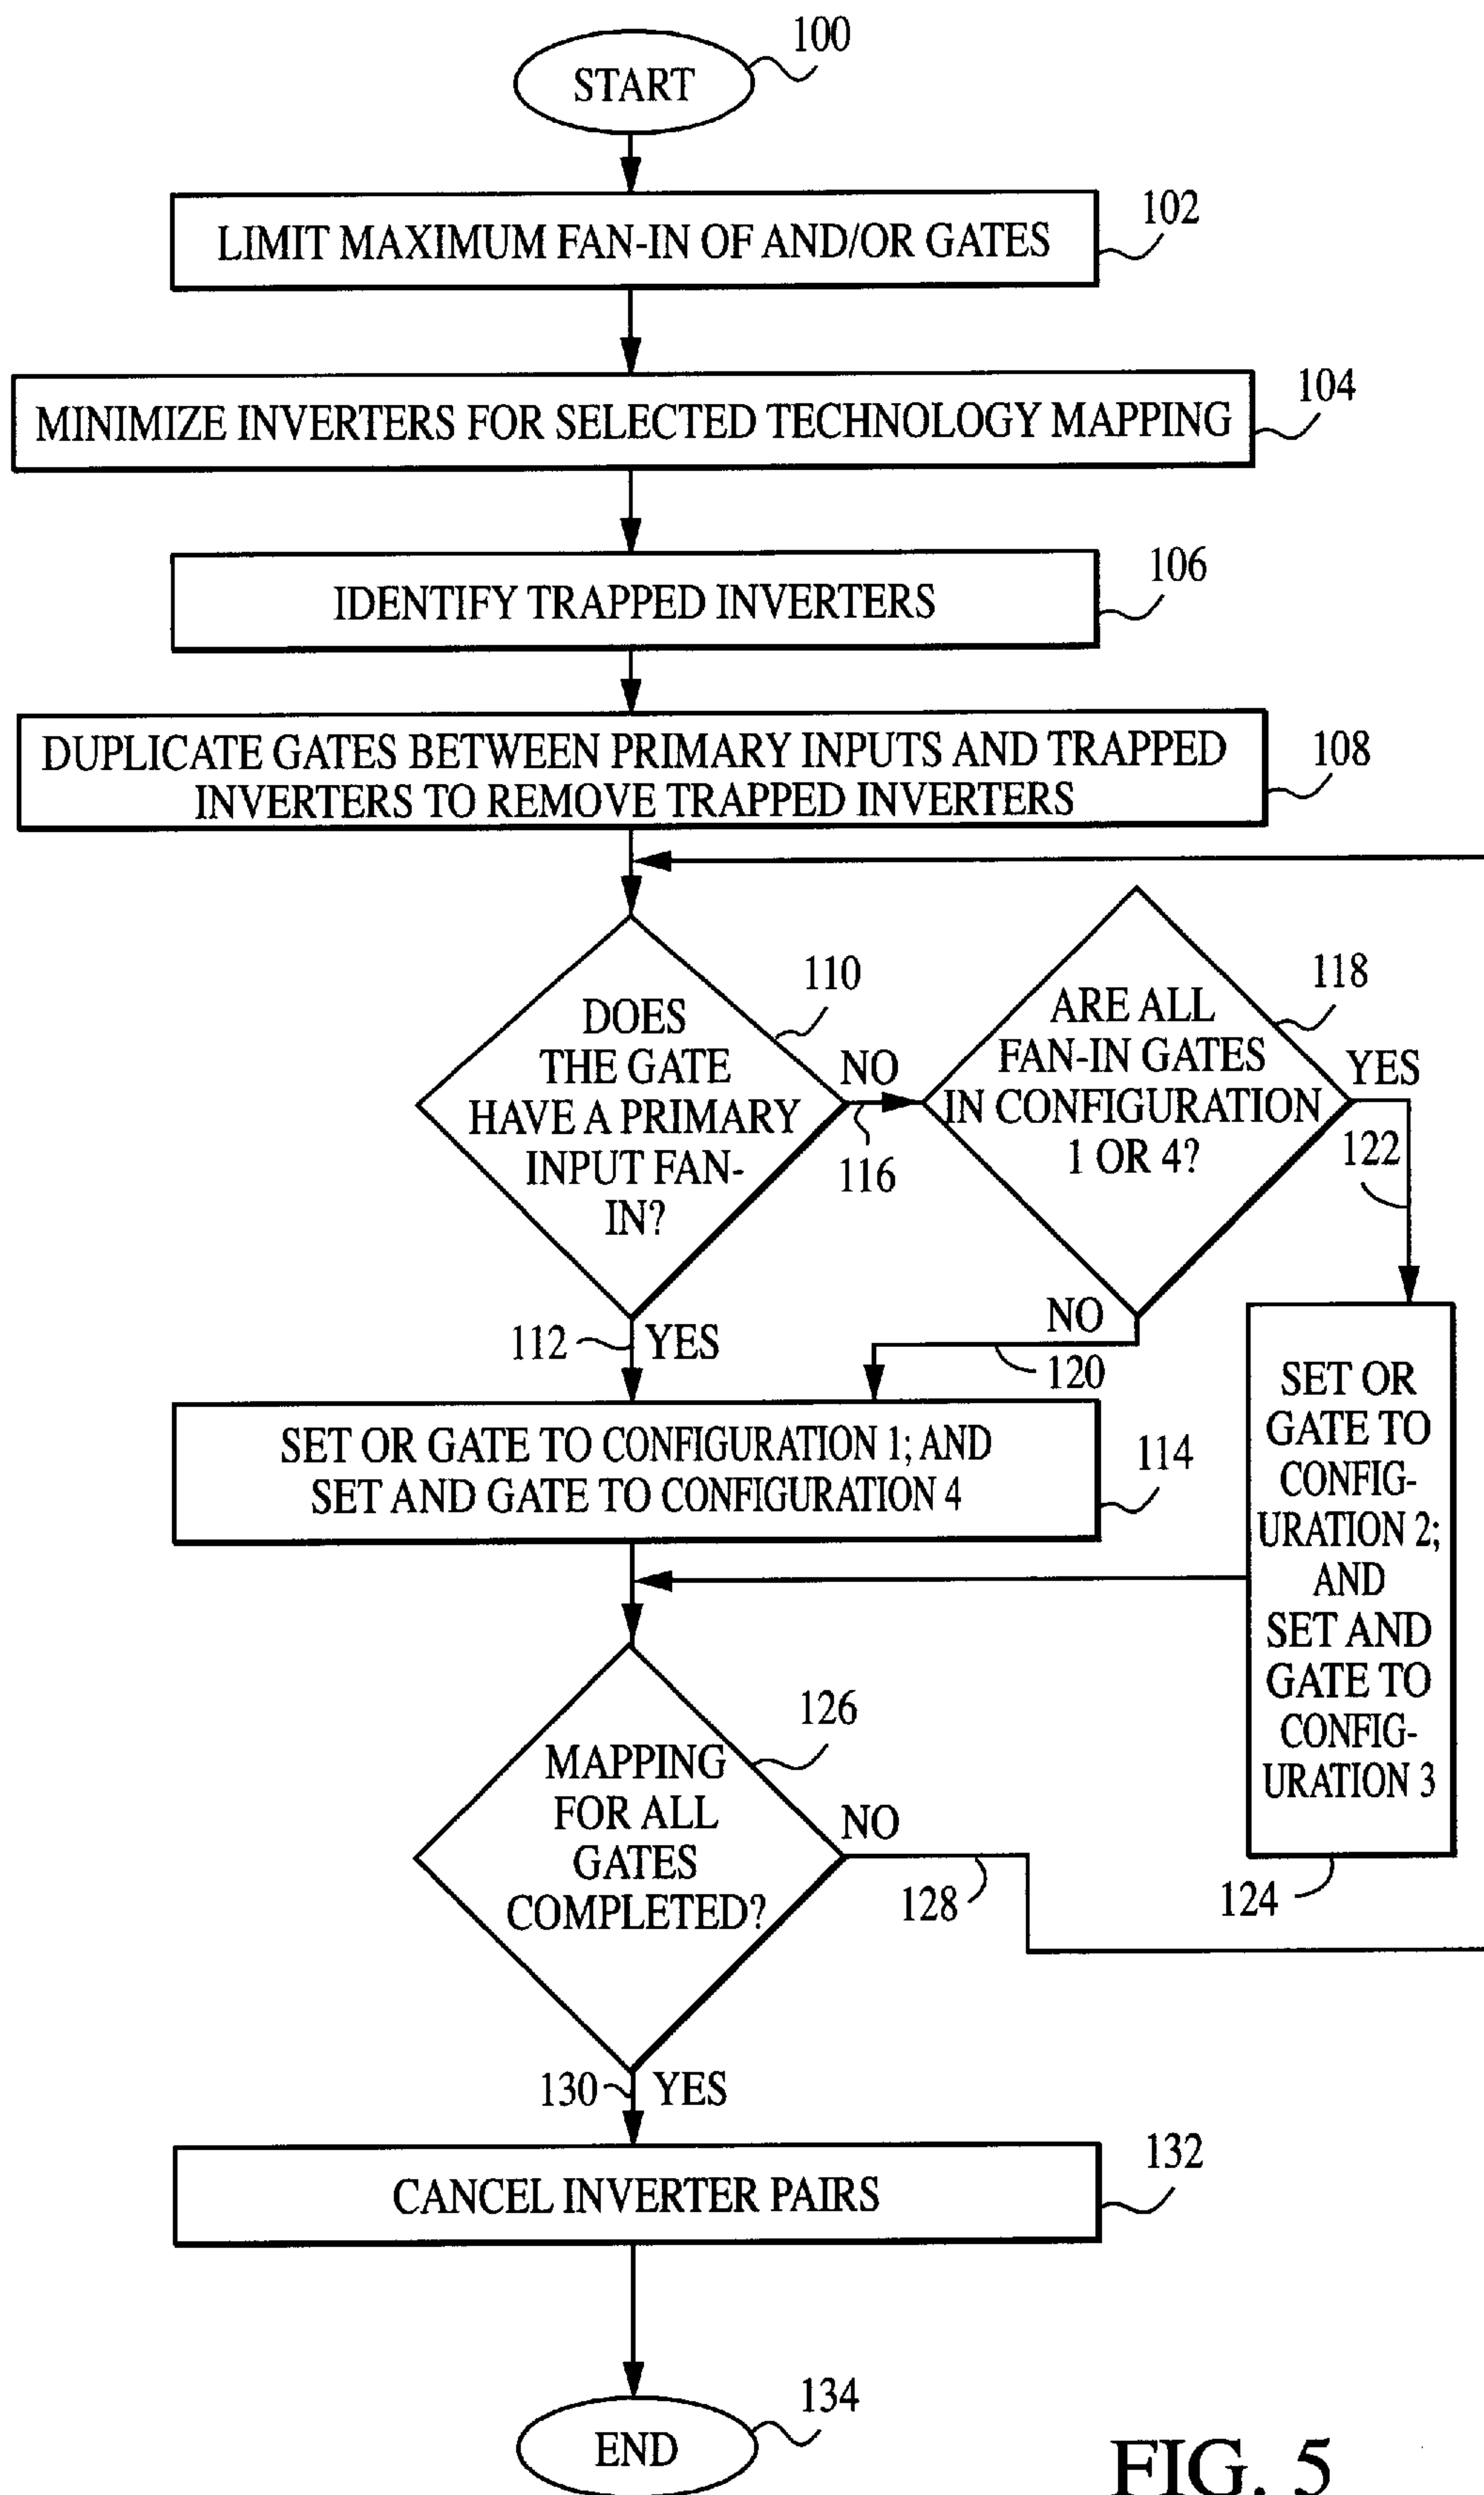 100
START
102
LIMIT MAXIMUM FAN-IN OF AND/OR GATES
104
MINIMIZE INVERTERS FOR SELECTED TECHNOLOGY MAPPING
106
IDENTIFY TRAPPED INVERTERS
108
DUPLICATE GATES BETWEEN PRIMARY INPUTS AND TRAPPED
INVERTERS TO REMOVE TRAPPED INVERTERS
110
DOES
THE GATE
HAVE A PRIMARY
INPUT FAN-
IN?
NO
116
118
ARE ALL
FAN-IN GATES
IN CONFIGURATION
1 OR 4?
YES
122
112
YES
NO
120
SET OR GATE TO CONFIGURATION 1; AND
SET AND GATE TO CONFIGURATION 4
114
SET OR
GATE TO
CONFIG-
URATION 2;
AND
SET AND
GATE TO
CONFIG-
URATION 3
124
126
MAPPING
FOR ALL
GATES
COMPLETED?
NO
128
130
YES
132
CANCEL INVERTER PAIRS
134
END
FIG. 5